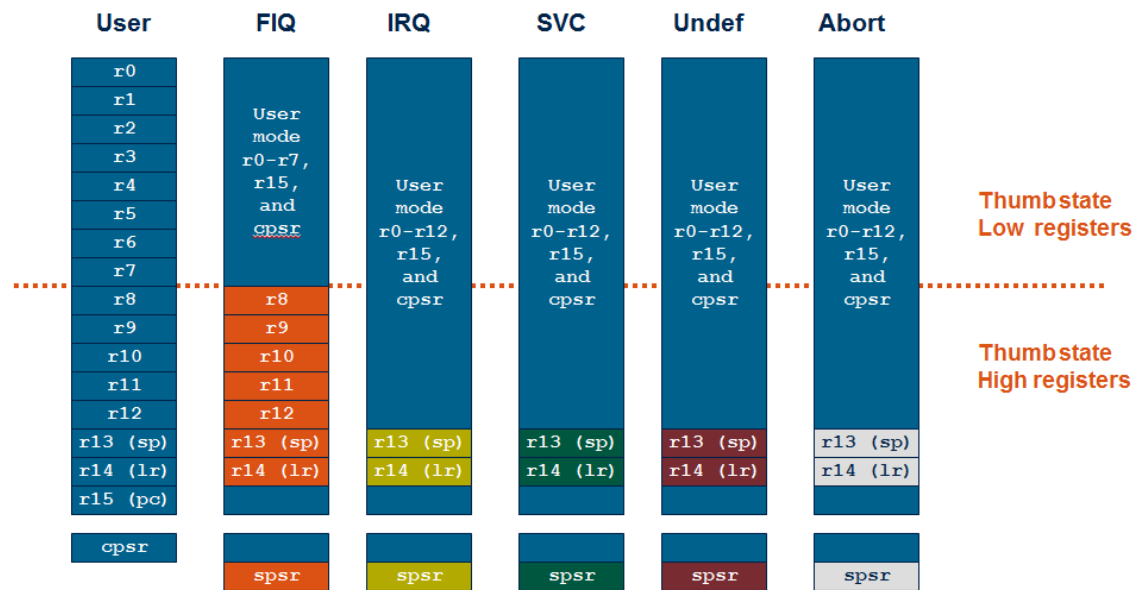 User FIQ IRQ SVC Undef Abort
r0
r1
r2
r3
r4
r5
r6
r7
r8
r9
r10
r11
r12
r13 (sp)
r14 (lr)
r15 (pc)
cpsr
User
mode
r0-r7,
r15,
and
cpsr
r8
r9
r10
r11
r12
r13 (sp)
r14 (lr)
spsr
User
mode
r0-r12,
r15,
and
cpsr
r13 (sp)
r14 (lr)
spsr
User
mode
r0-r12,
r15,
and
cpsr
r13 (sp)
r14 (lr)
spsr
User
mode
r0-r12,
r15,
and
cpsr
r13 (sp)
r14 (lr)
spsr
User
mode
r0-r12,
r15,
and
cpsr
r13 (sp)
r14 (lr)
spsr
Thumb state
Low registers
Thumb state
High registers